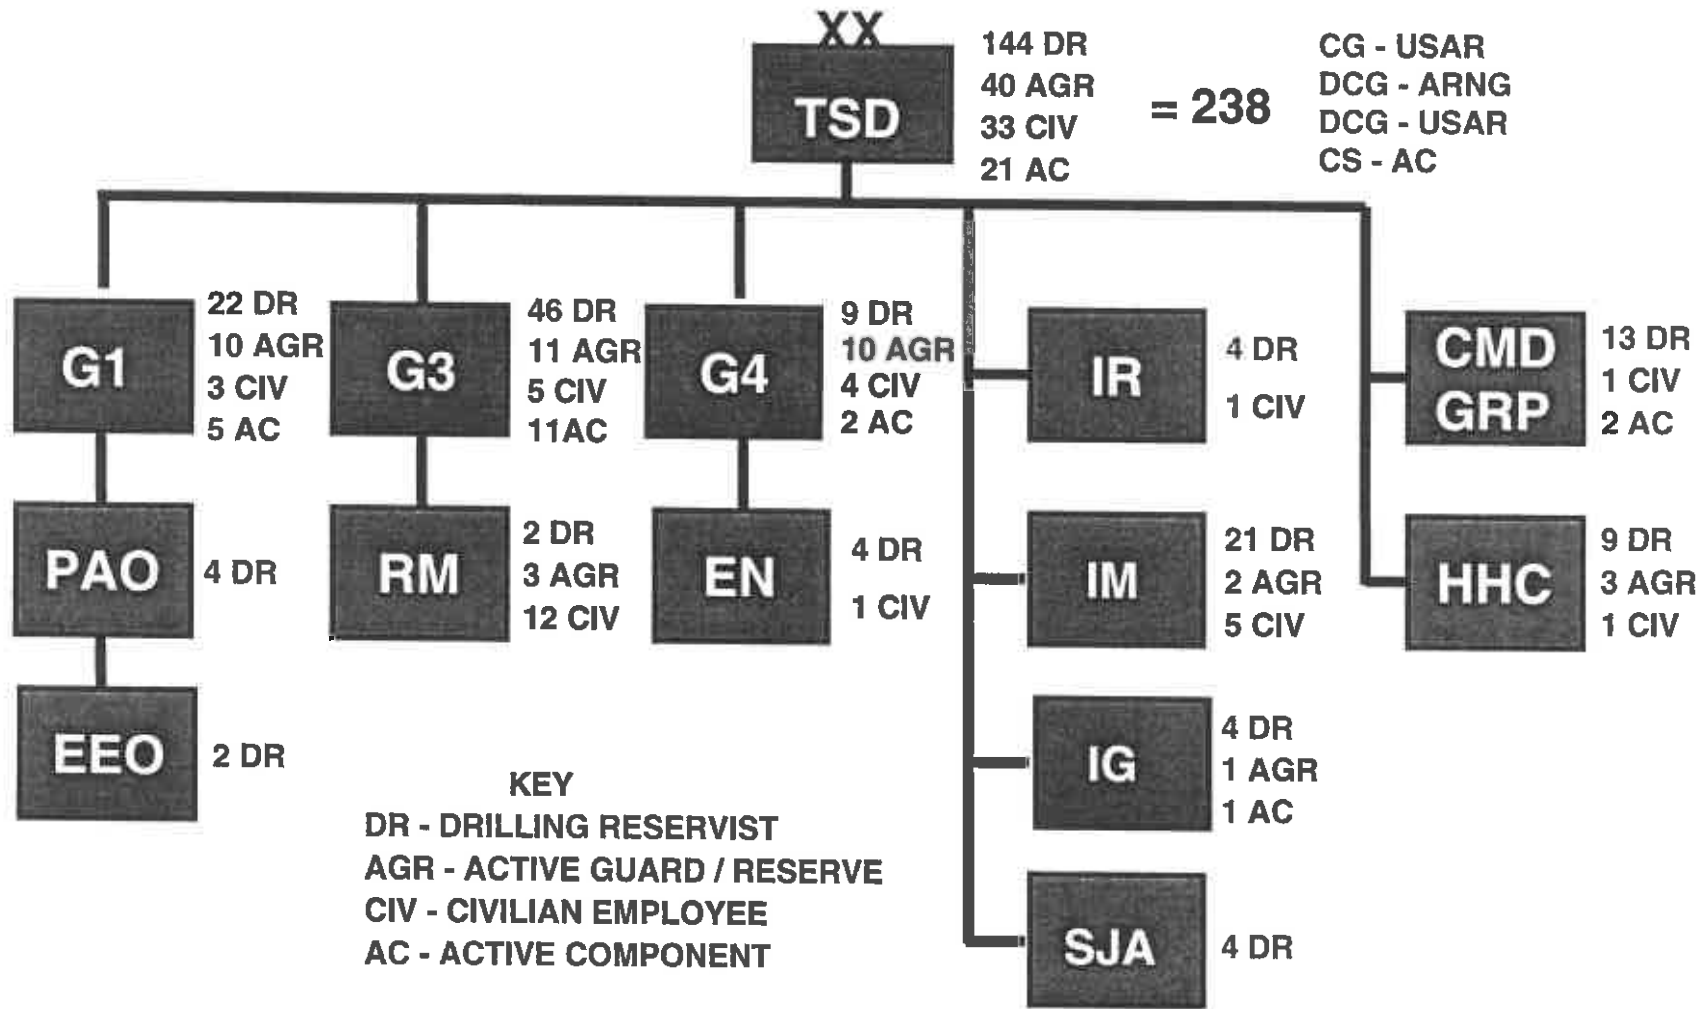 XX
TSD
144 DR
40 AGR
33 CIV
21 AC
= 238
CG - USAR
DCG - ARNG
DCG - USAR
CS - AC
G1
22 DR
10 AGR
3 CIV
5 AC
G3
46 DR
11 AGR
5 CIV
11AC
G4
9 DR
10 AGR
4 CIV
2 AC
IR
4 DR
1 CIV
CMD
GRP
13 DR
1 CIV
2 AC
PAO
4 DR
RM
2 DR
3 AGR
12 CIV
EN
4 DR
1 CIV
IM
21 DR
2 AGR
5 CIV
HHC
9 DR
3 AGR
1 CIV
EEO
2 DR
IG
4 DR
1 AGR
1 AC
SJA
4 DR
KEY
DR - DRILLING RESERVIST
AGR - ACTIVE GUARD / RESERVE
CIV - CIVILIAN EMPLOYEE
AC - ACTIVE COMPONENT